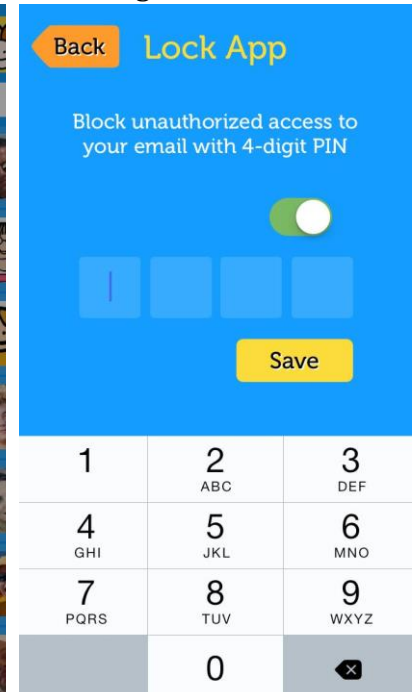 Back
Lock App
Block unauthorized access to
your email with 4-digit PIN
Save
1
2
ABC
3
DEF
4
GHI
5
JKL
6
MNO
7
PQRS
8
TUV
9
WXYZ
0